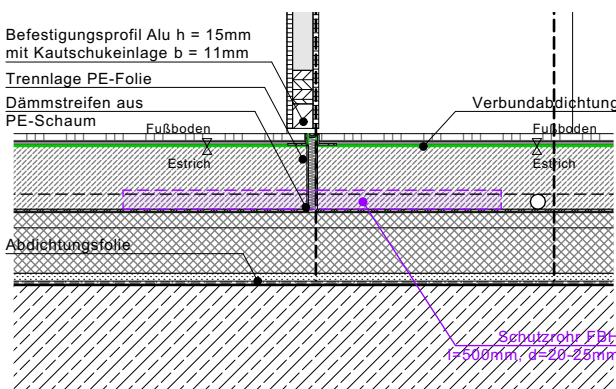 Befestigungsprofil Alu h = 15mm
mit Kautschukeinlage b = 11mm
Trennlage PE-Folie
Dämmstreifen aus
PE-Schaum
Verbundabdichtung
Fußboden
Estrich
Fußboden
Estrich
Abdichtungsfolie
Schutzrohr FBH
l=500mm, d=20-25mm